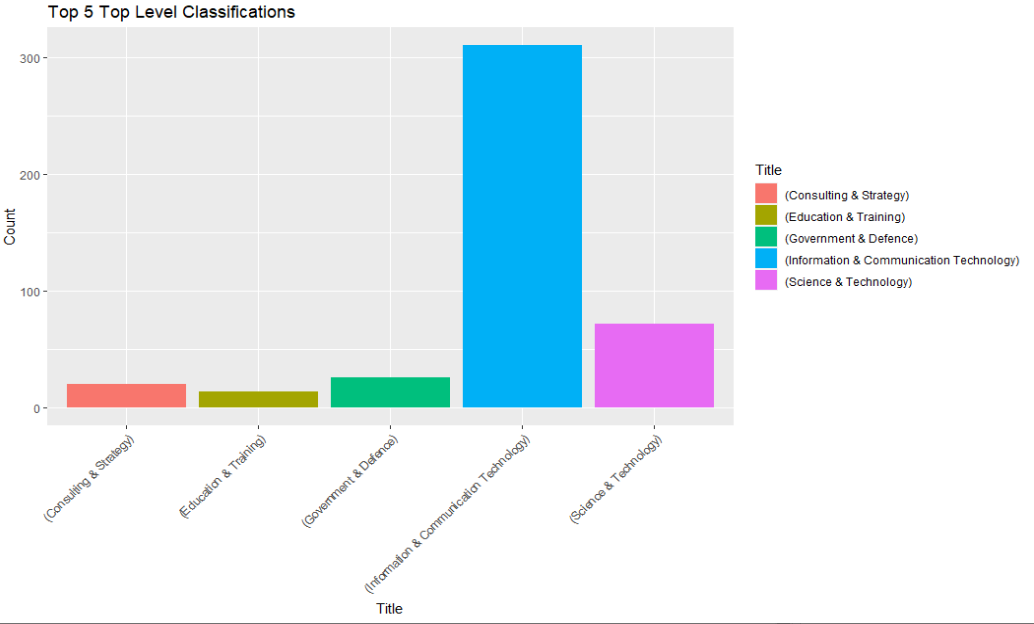 Top 5 Top Level Classifications
Count
300
200
100
0
(Consulting & Strategy)
(Education & Training)
(Government & Defence)
(Information & Communication Technology)
(Science & Technology)
Title
Title
(Consulting & Strategy)
(Education & Training)
(Government & Defence)
(Information & Communication Technology)
(Science & Technology)